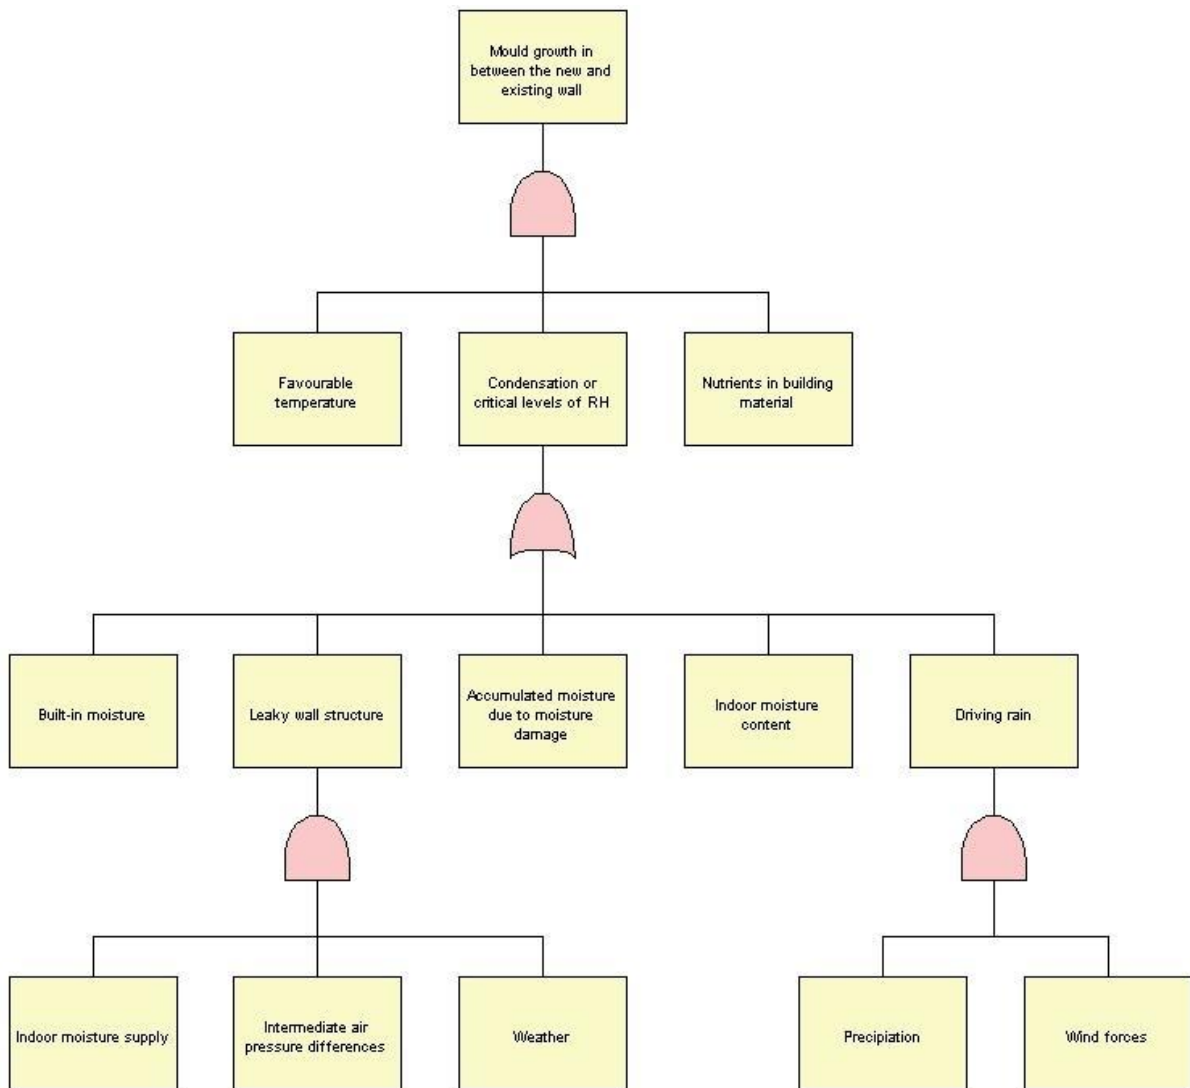 Mould growth in
between the new and
existing wall
Favourable
temperature
Condensation or
critical levels of RH
Nutrients in building
material
Built-in moisture
Leaky wall structure
Accumulated moisture
due to moisture
damage
Indoor moisture
content
Driving rain
Indoor moisture supply
Intermediate air
pressure differences
Weather
Precipiation
Wind forces